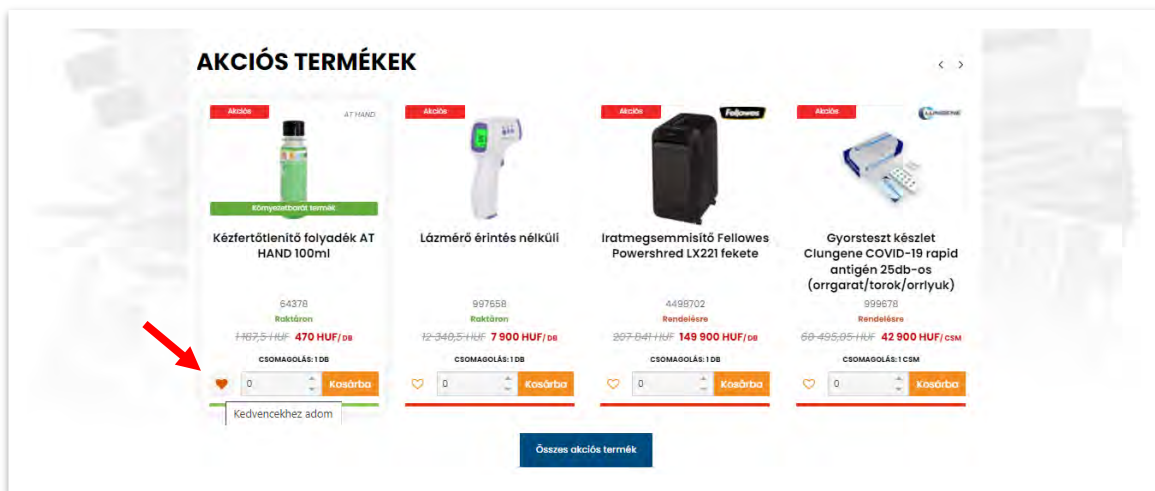 AKCIÓS TERMÉKEK
< >
Akciós
AT HAND
Környezetbarát termék
Kézfertőtlenítő folyadék AT
HAND 100ml
64378
Raktáron
1 187,5 HUF 470 HUF/ DB
CSOMAGOLÁS: 1 DB
0
Kosárba
Kedvencekhez adom
Akciós
Lázmérő érintés nélküli
997658
Raktáron
12 348,5 HUF 7 900 HUF/ DB
CSOMAGOLÁS: 1 DB
0
Kosárba
Akciós
Fellowes
Iratmegsemmisítő Fellowes
Powershred LX221 fekete
4498702
Rendelésre
207 841 HUF 149 900 HUF/ DB
CSOMAGOLÁS: 1 DB
0
Kosárba
Akciós
CLUNGENE
Gyorsteszt készlet
Clungene COVID-19 rapid
antigén 25db-os
(orrgarat/torok/orrlyuk)
999678
Rendelésre
68 495,05 HUF 42 900 HUF/ CSM
CSOMAGOLÁS: 1 CSM
0
Kosárba
Összes akciós termék